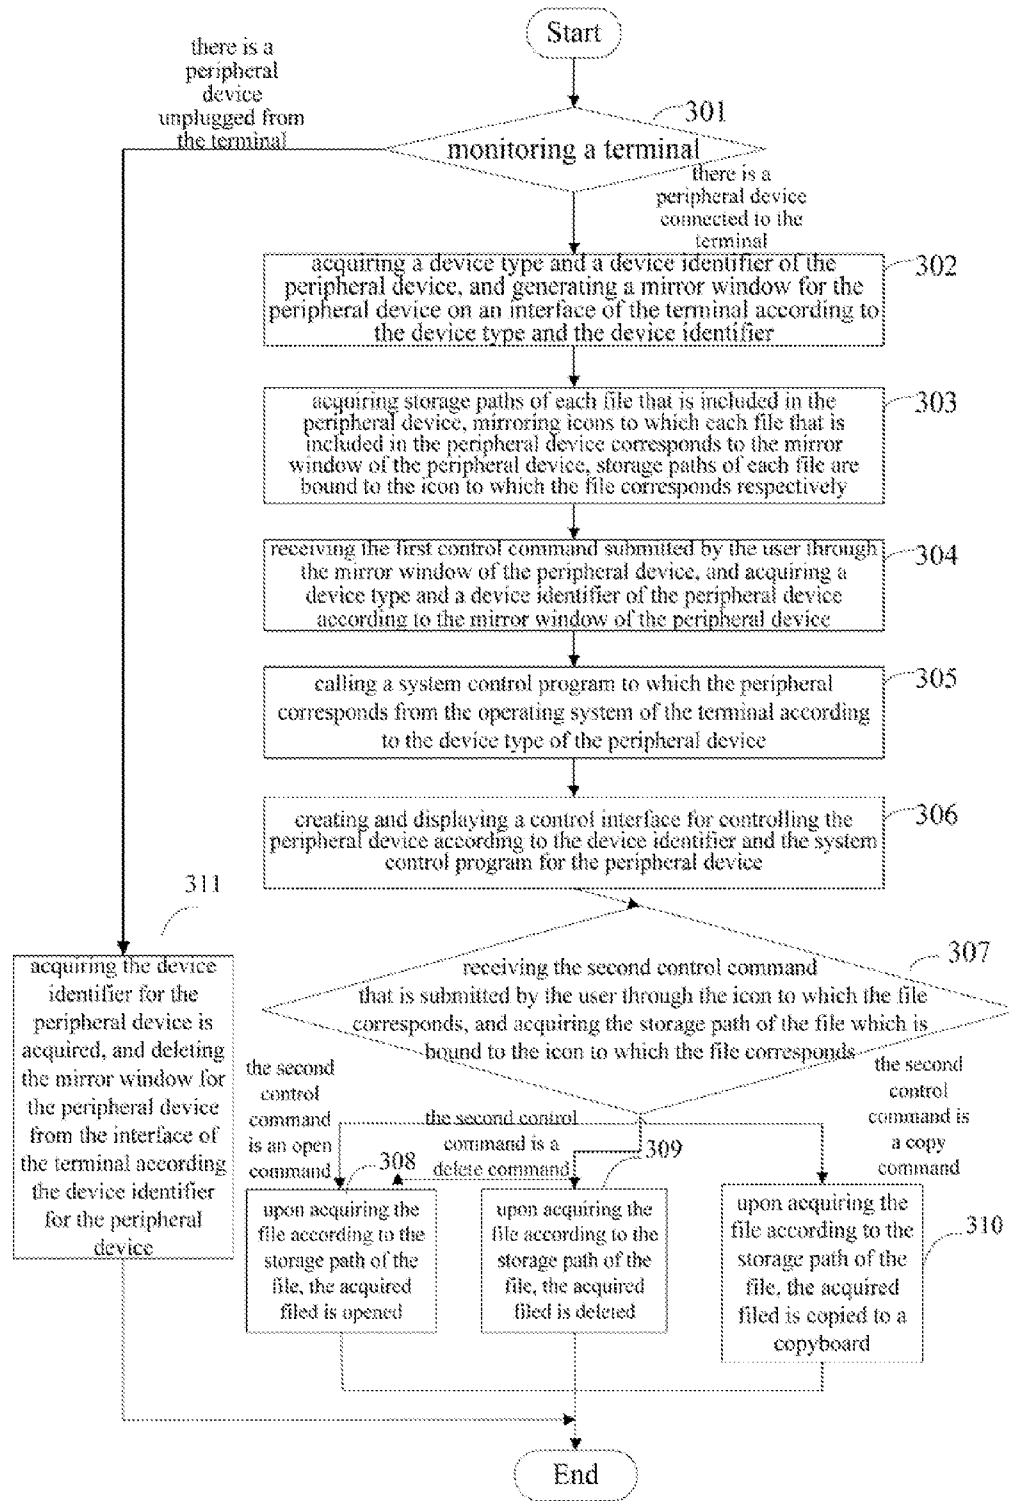 Start
there is a
peripheral
device
unplugged from
the terminal
301
monitoring a terminal
there is a
peripheral device
connected to the
terminal
302
acquiring a device type and a device identifier of the
peripheral device, and generating a mirror window for the
peripheral device on an interface of the terminal according to
the device type and the device identifier
303
acquiring storage paths of each file that is included in the
peripheral device, mirroring icons to which each file that is
included in the peripheral device corresponds to the mirror
window of the peripheral device, storage paths of each file are
bound to the icon to which the file corresponds respectively
304
receiving the first control command submitted by the user through
the mirror window of the peripheral device, and acquiring a
device type and a device identifier of the peripheral device
according to the mirror window of the peripheral device
305
calling a system control program to which the peripheral
corresponds from the operating system of the terminal according
to the device type of the peripheral device
306
creating and displaying a control interface for controlling the
peripheral device according to the device identifier and the system
control program for the peripheral device
311
acquiring the device
identifier for the
peripheral device is
acquired, and deleting
the mirror window for
the peripheral device
from the interface of
the terminal according
the device identifier
for the peripheral
device
307
receiving the second control command
that is submitted by the user through the icon to which the file
corresponds, and acquiring the storage path of the file which is
bound to the icon to which the file corresponds
the second
control
command
is an open
command
the second control
command is a
delete command
the second
control
command is
a copy
command
308
upon acquiring the
file according to the
storage path of the
file, the acquired
filed is opened
309
upon acquiring the
file according to the
storage path of the
file, the acquired
filed is deleted
310
upon acquiring the
file according to the
storage path of the
file, the acquired
filed is copied to a
copyboard
End